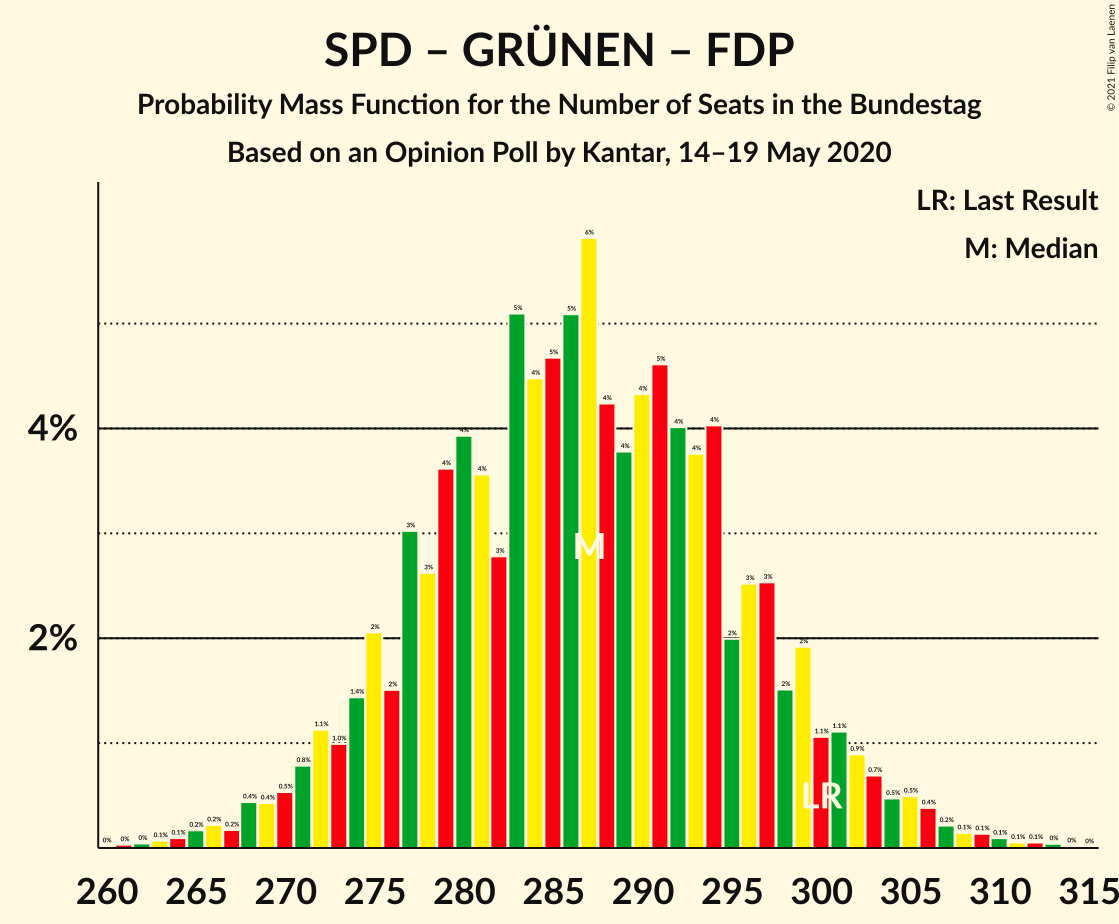 SPD – GRÜNEN – FDP
Probability Mass Function for the Number of Seats in the Bundestag
Based on an Opinion Poll by Kantar, 14–19 May 2020
© 2021 Filip van Laenen
LR: Last Result
M: Median
4%
2%
0% 0% 0% 0.1% 0.1% 0.2% 0.2% 0.2% 0.4% 0.4% 0.5% 0.8% 1.1% 1.0% 1.4% 2% 2% 3% 3% 4% 4% 4% 3% 5% 4% 5% 5% 6% 4% 4% 4% 5% 4% 4% 4% 2% 3% 3% 2% 2% 1.1% 1.1% 0.9% 0.7% 0.5% 0.5% 0.4% 0.2% 0.1% 0.1% 0.1% 0.1% 0.1% 0% 0% 0%
M
LR
260 265 270 275 280 285 290 295 300 305 310 315